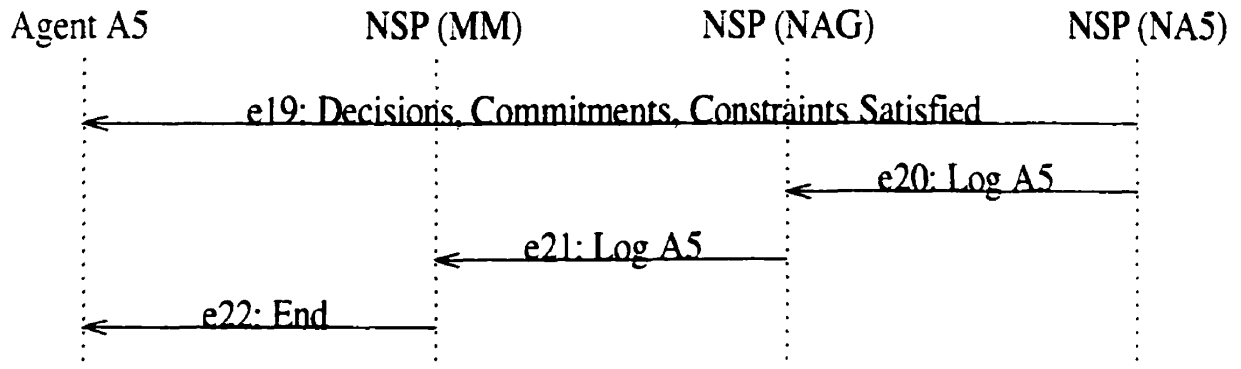 Agent A5 NSP (MM) NSP (NAG) NSP (NA5)
e19: Decisions, Commitments, Constraints Satisfied
e20: Log A5
e21: Log A5
e22: End